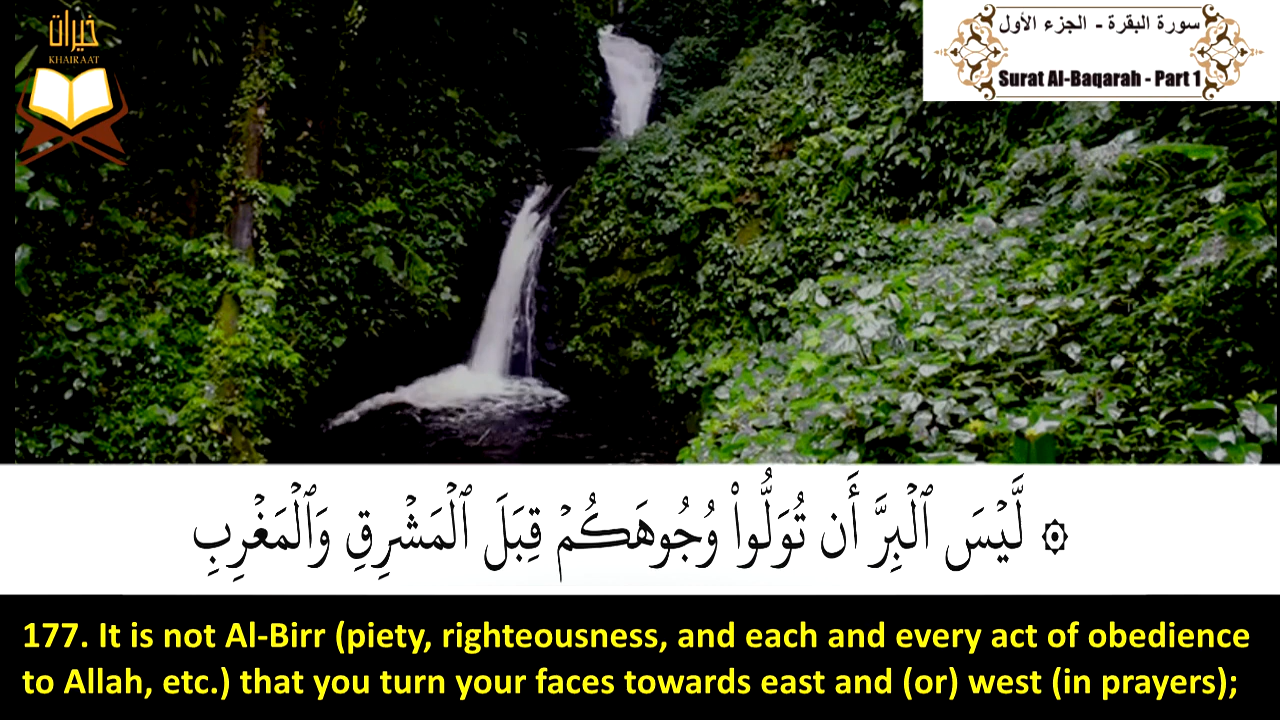 خيرات
KHAIRAAT
سورة البقرة - الجزء الأول
Surat Al-Baqarah - Part 1
۞ لَّيْسَ ٱلْبِرَّ أَن تُوَلُّوا۟ وُجُوهَكُمْ قِبَلَ ٱلْمَشْرِقِ وَٱلْمَغْرِبِ
177. It is not Al-Birr (piety, righteousness, and each and every act of obedience
to Allah, etc.) that you turn your faces towards east and (or) west (in prayers);